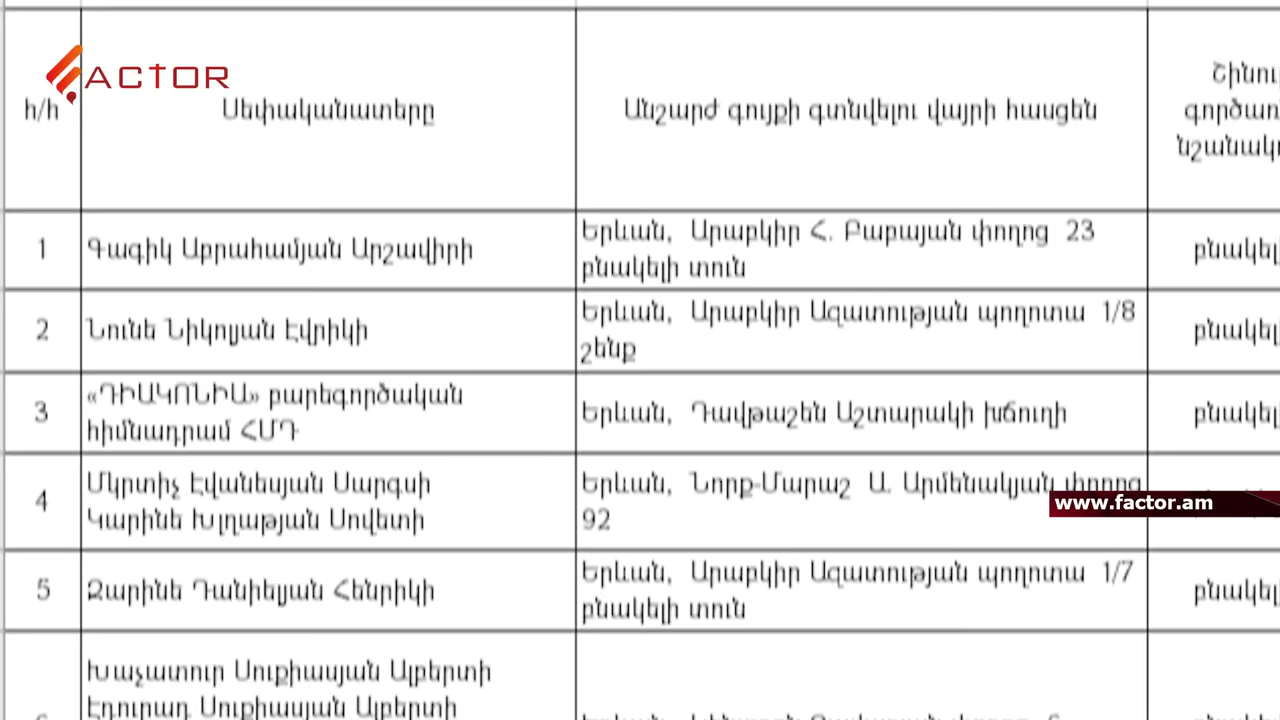 ACTOR
հ/հ
Սեփականատերը
Անշարժ գույքի գտնվելու վայրի հասցեն
Շինու
գործառ
նշանակ
1
Գագիկ Աբրահամյան Արշավիրի
Երևան, Արաբկիր Հ. Բաբայան փողոց 23
բնակելի տուն
բնակել
2
Նունե Նիկոլյան Էվրիկի
Երևան, Արաբկիր Ազատության պողոտա 1/8
շենք
բնակել
3
«ԴԻԱԿՈՆԻԱ» բարեգործական
հիմնադրամ ՀՄԴ
Երևան, Դավթաշեն Աշտարակի խճուղի
բնակել
4
Մկրտիչ Էվանեսյան Սարգսի
Կարինե Խլղաթյան Սովետի
Երևան, Նորք-Մարաշ Ա. Արմենակյան փողոց
92
www.factor.am
5
Զարինե Դանիելյան Հենրիկի
Երևան, Արաբկիր Ազատության պողոտա 1/7
բնակելի տուն
բնակել
Խաչատուր Սուքիասյան Ալբերտի
Էդուարդ Սուքիասյան Ալբերտի